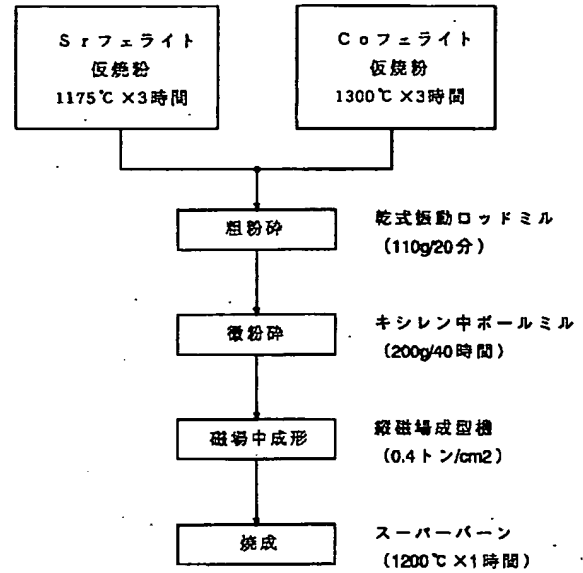 Srフェライト
仮焼粉
1175℃×3時間
Coフェライト
仮焼粉
1300℃×3時間
粗粉砕
乾式振動ロッドミル
(110g/20分)
微粉砕
キシレン中ボールミル
(200g/40時間)
磁場中成形
縦磁場成型機
(0.4トン/cm2)
焼成
スーパーバーン
(1200℃×1時間)